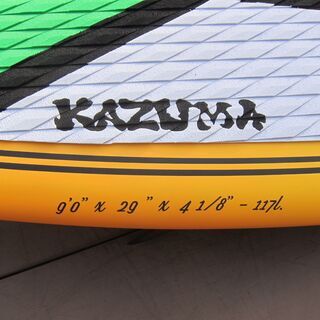 KAZUMA
9'0" x 29" x 4 1/8" - 117l.